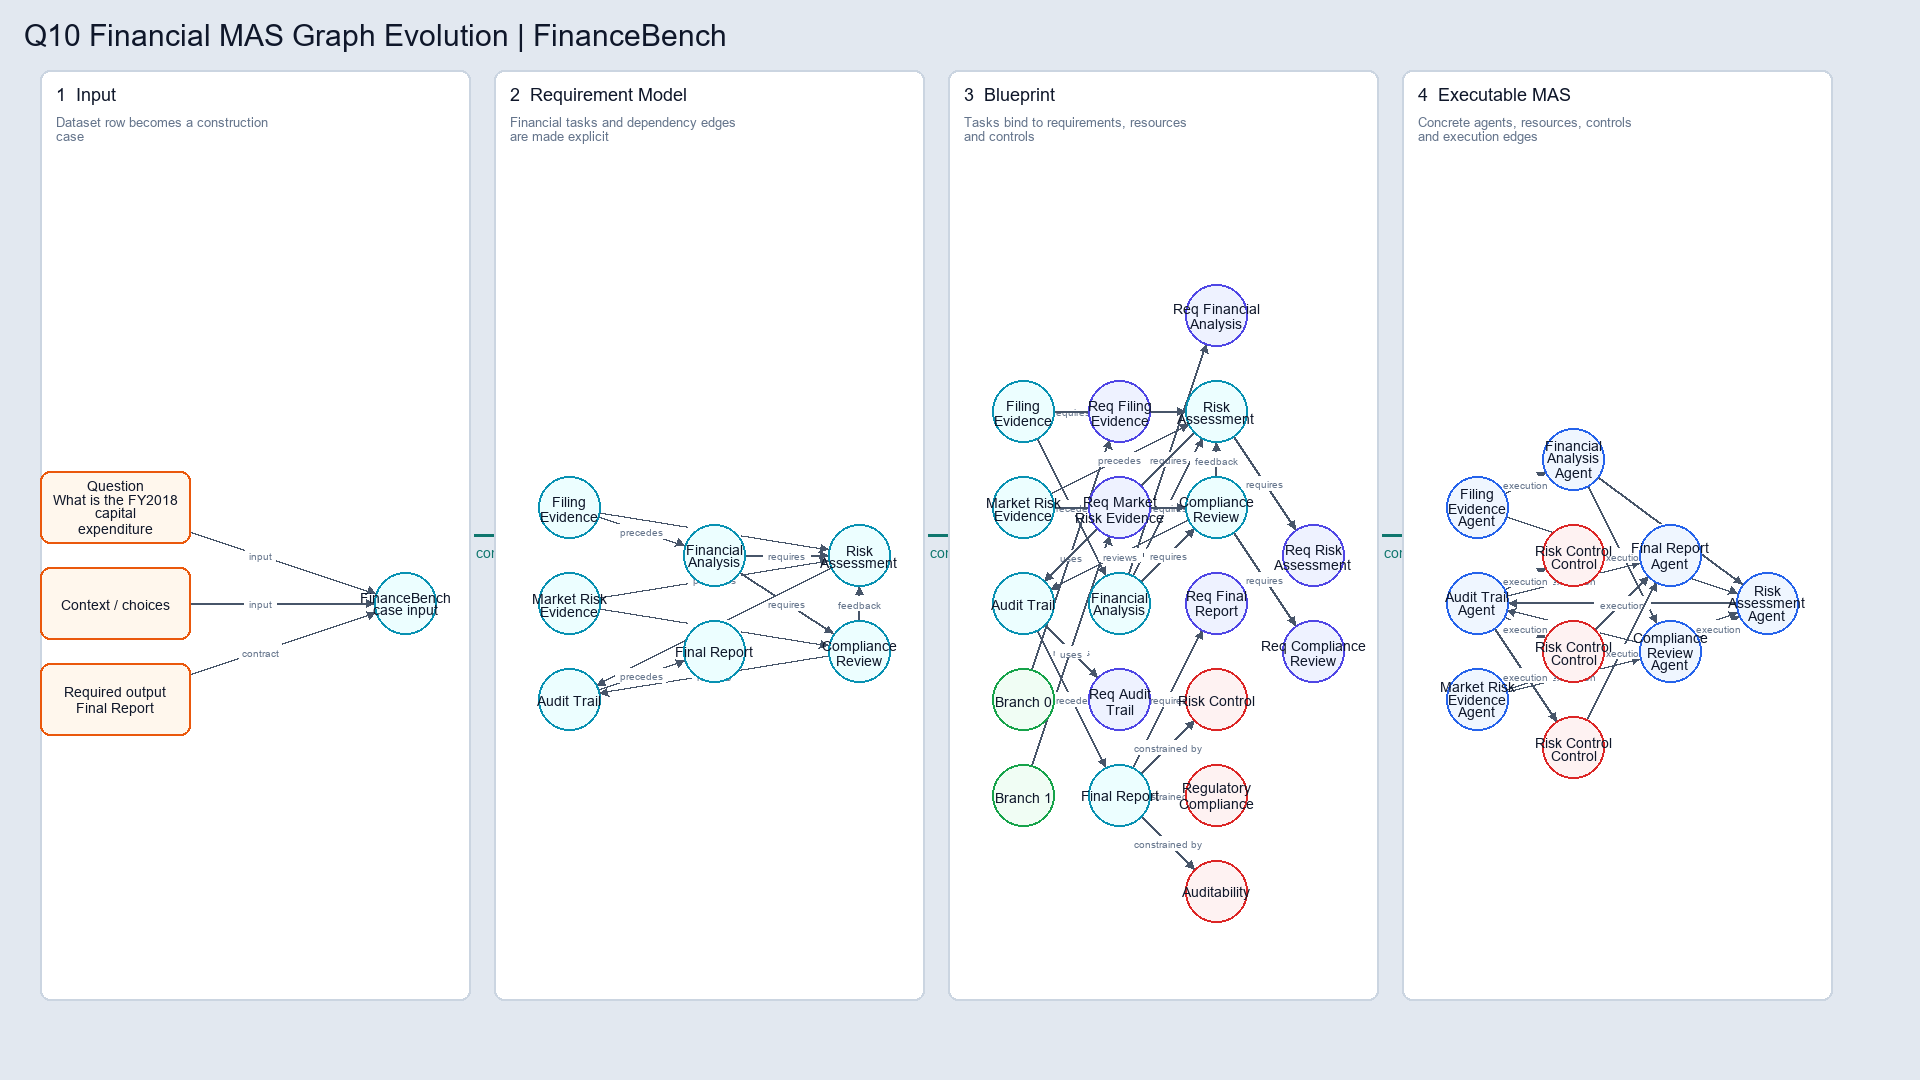 Q10 Financial MAS Graph Evolution | FinanceBench
1 Input
Dataset row becomes a construction
case
Question
What is the FY2018
capital
expenditure
Context / choices
Required output
Final Report
input
input
contract
FinanceBench
case input
2 Requirement Model
Financial tasks and dependency edges
are made explicit
Filing
Evidence
precedes
Financial
Analysis
requires
Risk
Assessment
Market Risk
Evidence
requires
feedback
Final Report
Compliance
Review
precedes
Audit Trail
3 Blueprint
Tasks bind to requirements, resources
and controls
Req Financial
Analysis
Filing
Evidence
requires
Req Filing
Evidence
Risk
Assessment
precedes
requires
feedback
Market Risk
Evidence
Req Market
Risk Evidence
Compliance
Review
requires
uses
reviews
requires
Req Risk
Assessment
Audit Trail
Financial
Analysis
Req Final
Report
requires
uses
Req Compliance
Review
Branch 0
Req Audit
Trail
Risk Control
constrained by
Branch 1
Final Report
Regulatory
Compliance
constrained by
Auditability
4 Executable MAS
Concrete agents, resources, controls
and execution edges
Financial
Analysis
Agent
execution
Filing
Evidence
Agent
Risk Control
Control
Final Report
Agent
execution
Audit Trail
Agent
execution
Risk
Assessment
Agent
execution
execution
Risk Control
Control
Compliance
Review
Agent
execution
Market Risk
Evidence
Agent
Risk Control
Control